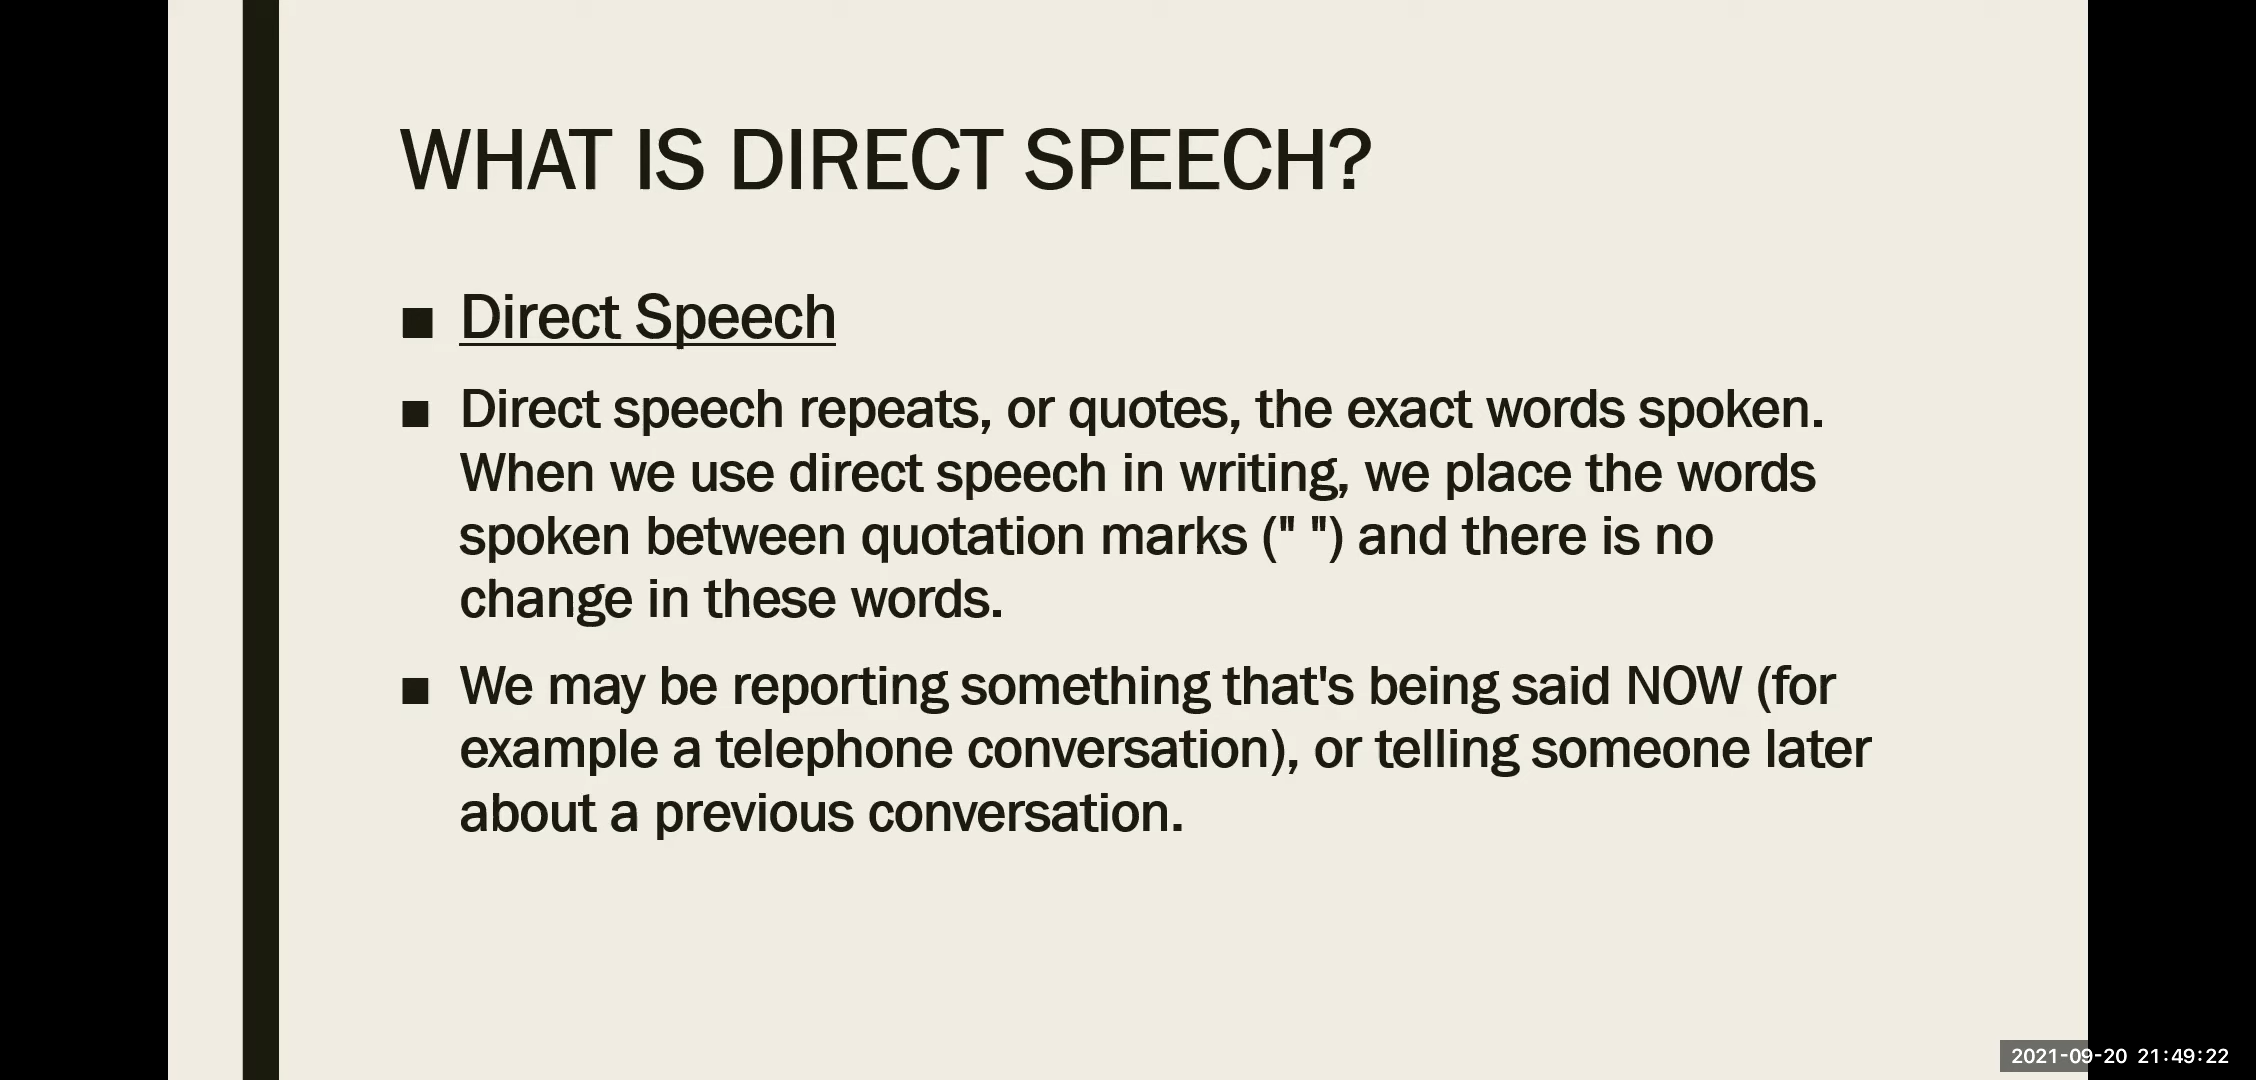 WHAT IS DIRECT SPEECH?
■ Direct Speech
■ Direct speech repeats, or quotes, the exact words spoken.
When we use direct speech in writing, we place the words
spoken between quotation marks (" ") and there is no
change in these words.
■ We may be reporting something that's being said NOW (for
example a telephone conversation), or telling someone later
about a previous conversation.
2021-09-20 21:49:22